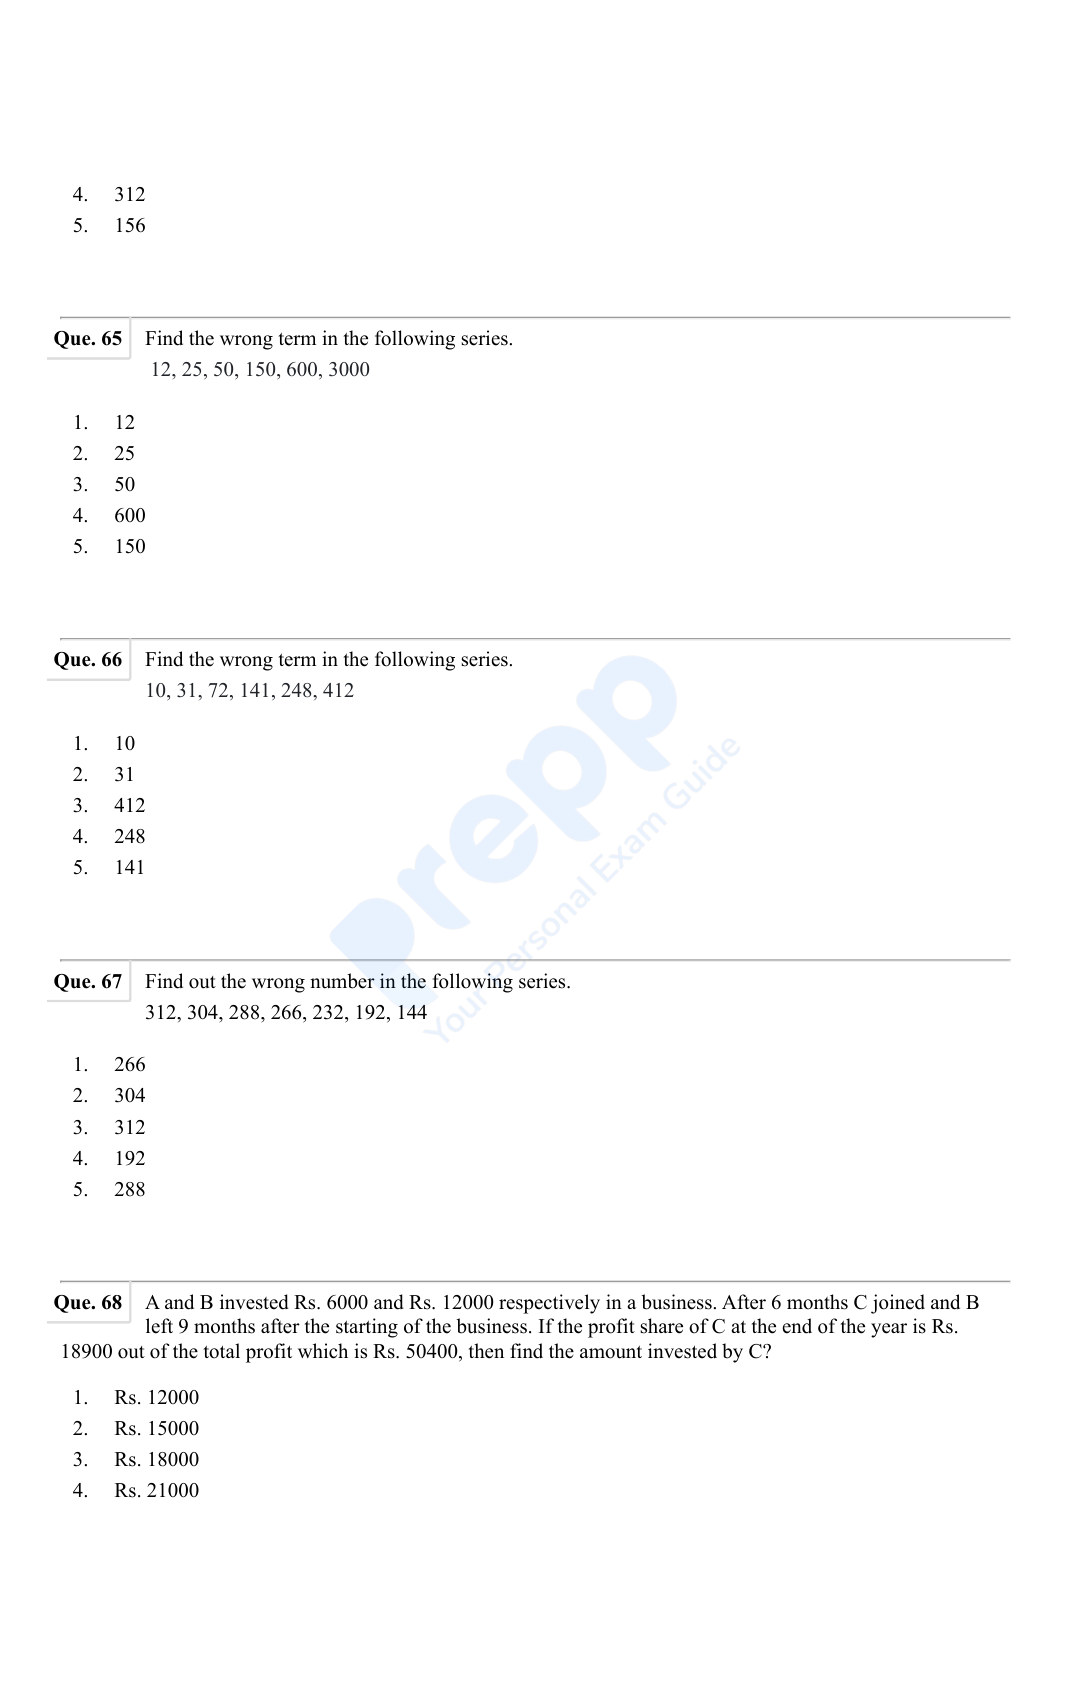 4. 312
5. 156
Que. 65 Find the wrong term in the following series.
12, 25, 50, 150, 600, 3000
1. 12
2. 25
3. 50
4. 600
5. 150
Que. 66 Find the wrong term in the following series.
10, 31, 72, 141, 248, 412
1. 10
2. 31
3. 412
4. 248
5. 141
prepp
Your Personal Exam Guide
Que. 67 Find out the wrong number in the following series.
312, 304, 288, 266, 232, 192, 144
1. 266
2. 304
3. 312
4. 192
5. 288
Que. 68 A and B invested Rs. 6000 and Rs. 12000 respectively in a business. After 6 months C joined and B
left 9 months after the starting of the business. If the profit share of C at the end of the year is Rs.
18900 out of the total profit which is Rs. 50400, then find the amount invested by C?
1. Rs. 12000
2. Rs. 15000
3. Rs. 18000
4. Rs. 21000